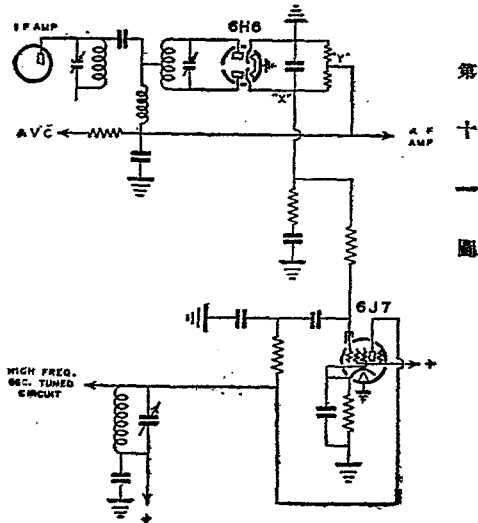 I F AMP
6H6
"Y"
"X"
AVC
A F
AMP
第十一圖
6J7
+
HIGH FREQ.
SEC. TUNED
CIRCUIT
+